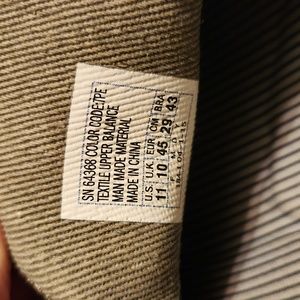 SN 64368 COLOR CODE:TPE
TEXTILE UPPER BALANCE
MAN MADE MATERIAL
MADE IN CHINA
U.S. U.K. EUR CM BRA
11 10 45 29 43